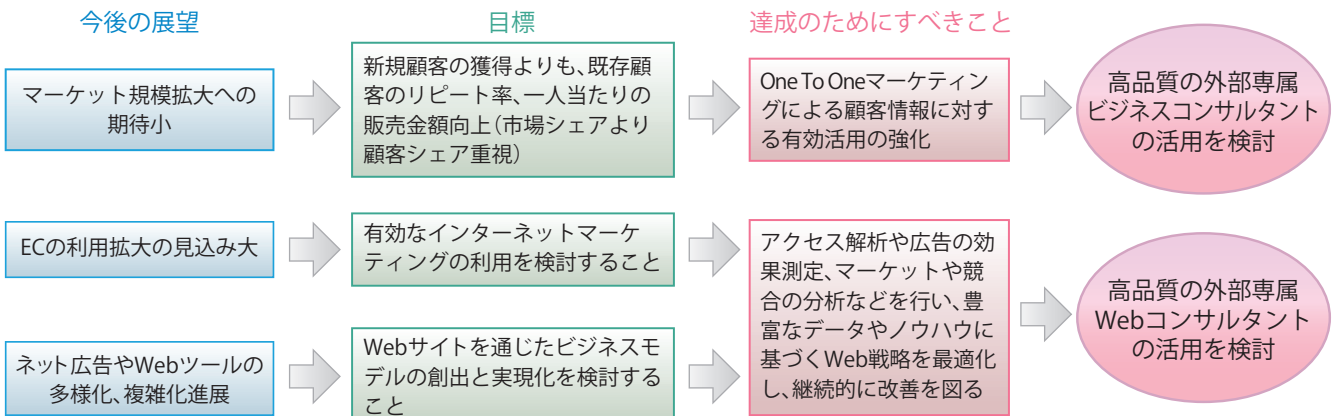 今後の展望
目標
達成のためにすべきこと
マーケット規模拡大への
期待小
新規顧客の獲得よりも、既存顧
客のリピート率、一人当たりの
販売金額向上（市場シェアより
顧客シェア重視）
One To Oneマーケティン
グによる顧客情報に対す
る有効活用の強化
高品質の外部専属
ビジネスコンサルタント
の活用を検討
ECの利用拡大の見込み大
有効なインターネットマーケ
ティングの利用を検討すること
アクセス解析や広告の効
果測定、マーケットや競
合の分析などを行い、豊
富なデータやノウハウに
基づくWeb戦略を最適化
し、継続的に改善を図る
高品質の外部専属
Webコンサルタント
の活用を検討
ネット広告やWebツールの
多様化、複雑化進展
Webサイトを通じたビジネスモ
デルの創出と実現化を検討する
こと